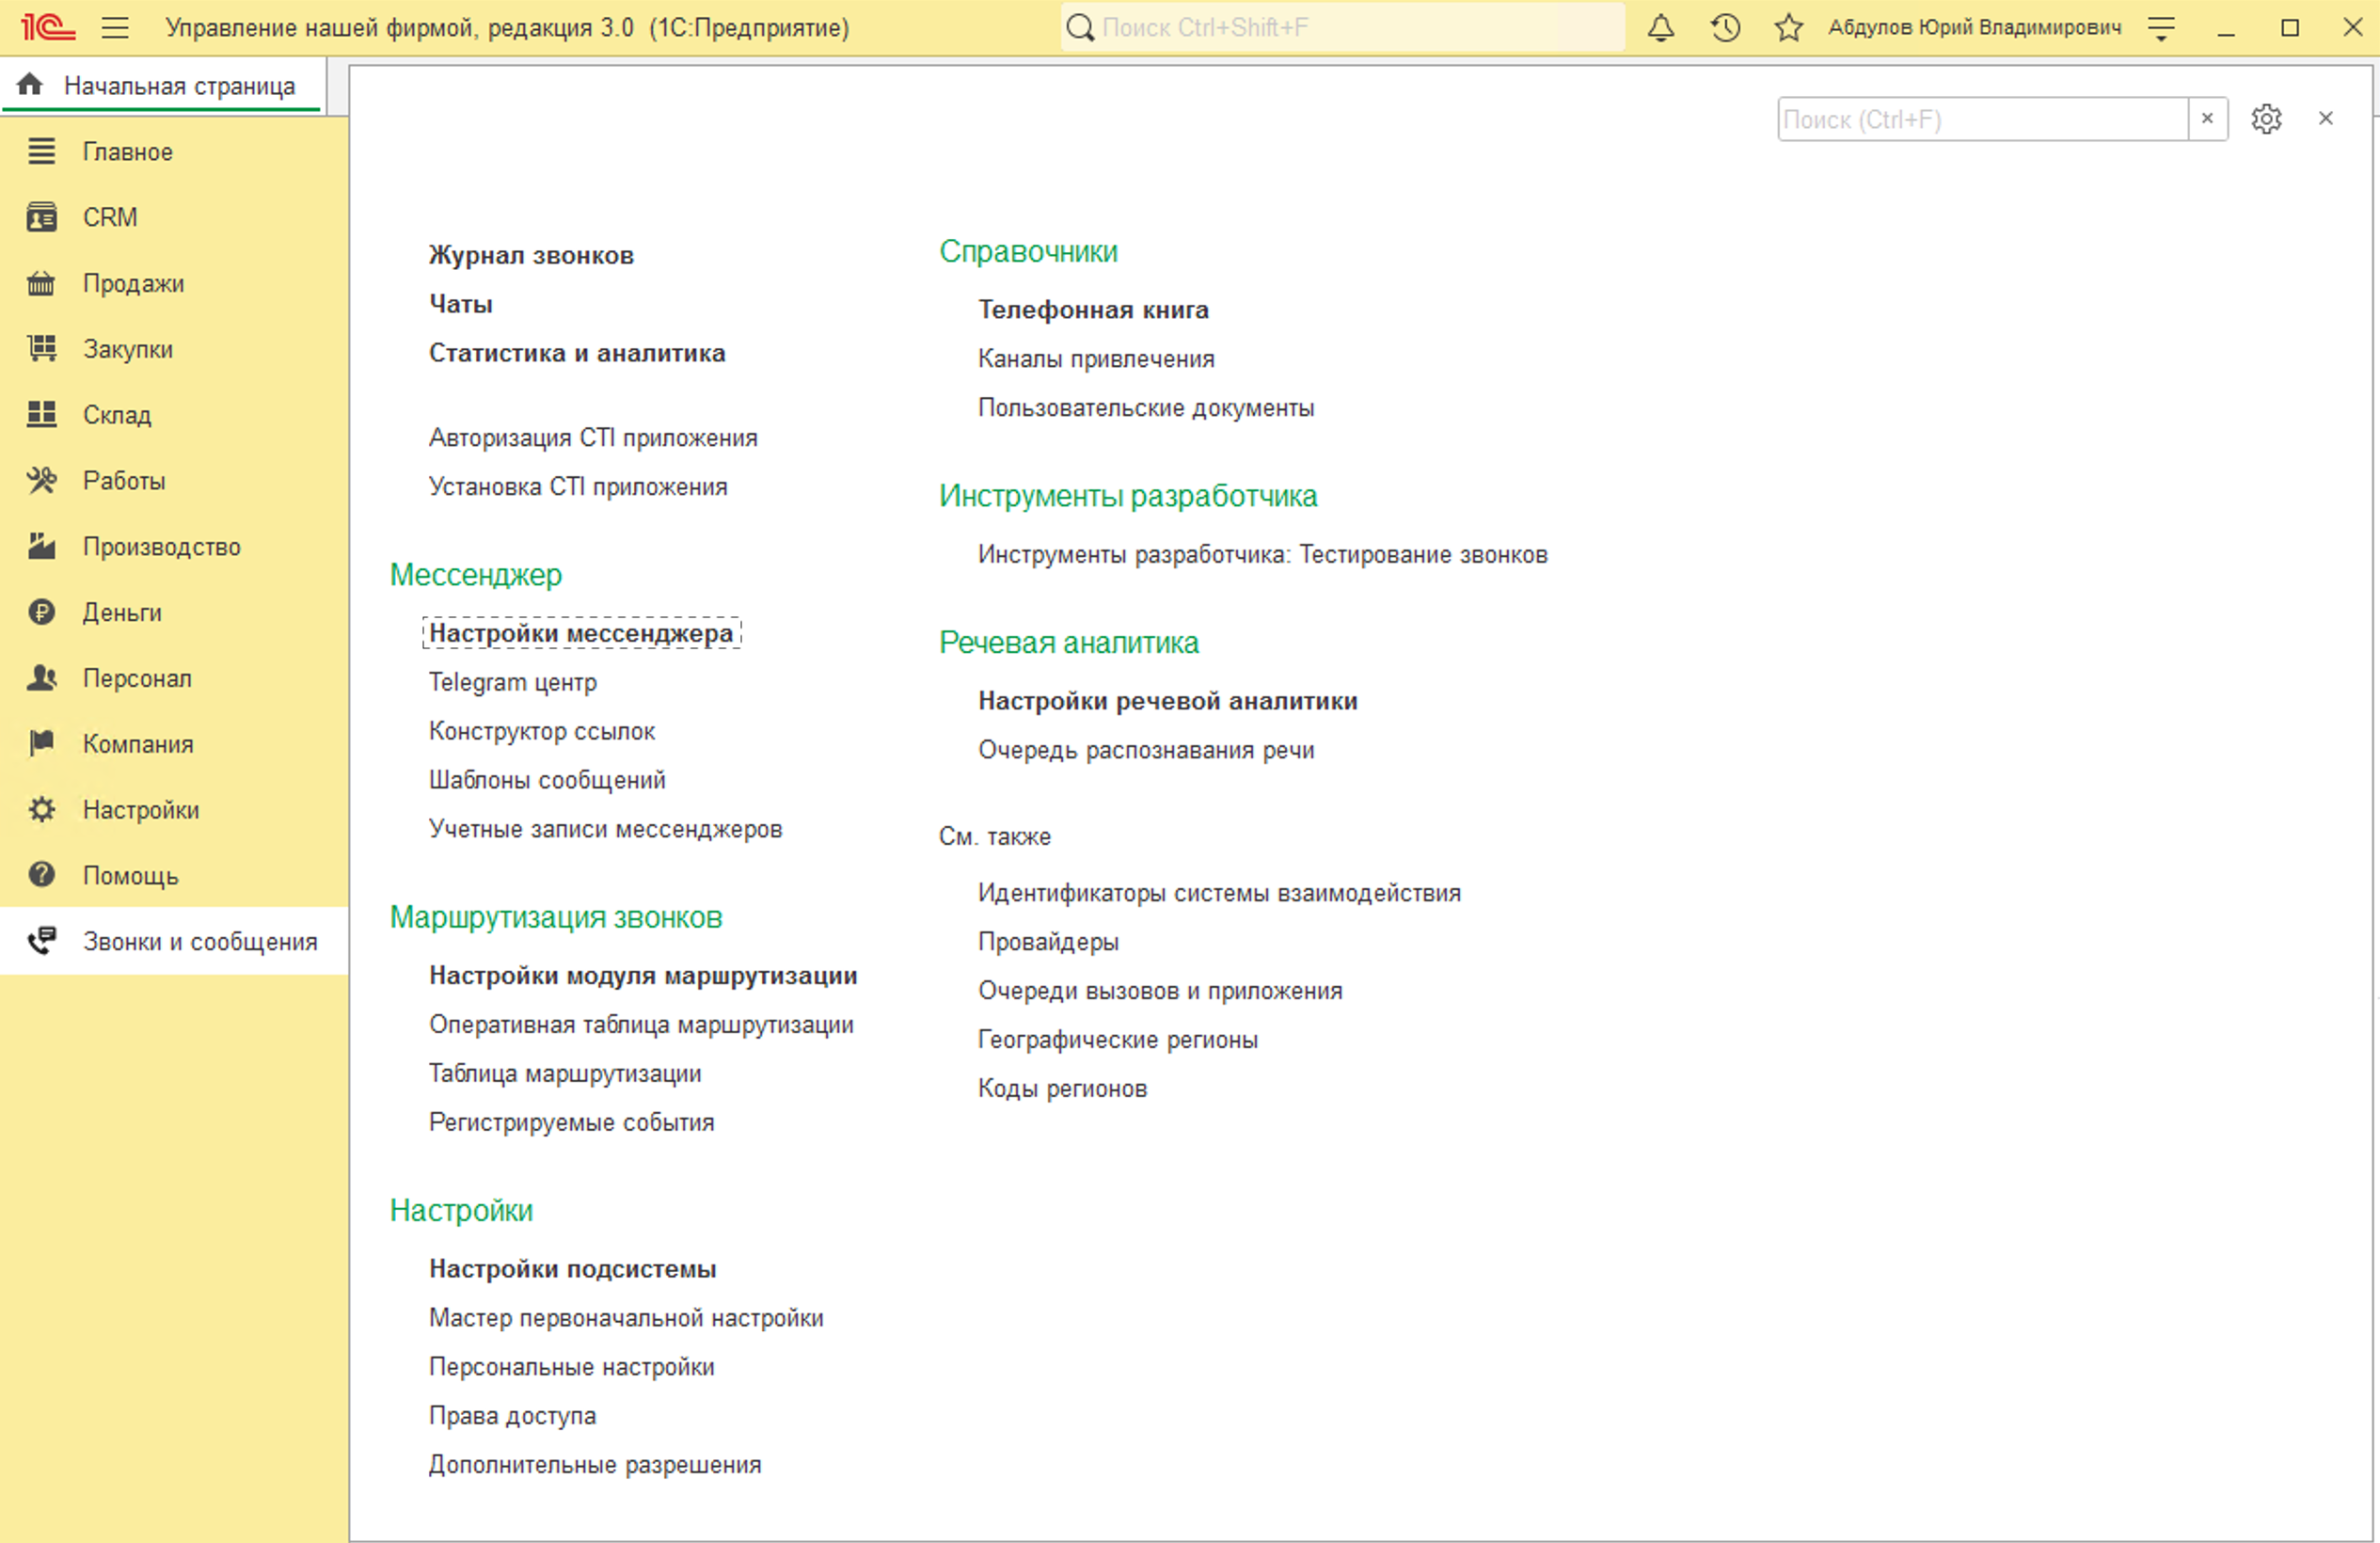 1С Управление нашей фирмой, редакция 3.0 (1С:Предприятие) Поиск Ctrl+Shift+F Абдулов Юрий Владимирович
Начальная страница
Поиск (Ctrl+F)
Главное
CRM
Продажи
Закупки
Склад
Работы
Производство
Деньги
Персонал
Компания
Настройки
Помощь
Звонки и сообщения
Журнал звонков
Чаты
Статистика и аналитика
Авторизация CTI приложения
Установка CTI приложения
Мессенджер
Настройки мессенджера
Telegram центр
Конструктор ссылок
Шаблоны сообщений
Учетные записи мессенджеров
Маршрутизация звонков
Настройки модуля маршрутизации
Оперативная таблица маршрутизации
Таблица маршрутизации
Регистрируемые события
Настройки
Настройки подсистемы
Мастер первоначальной настройки
Персональные настройки
Права доступа
Дополнительные разрешения
Справочники
Телефонная книга
Каналы привлечения
Пользовательские документы
Инструменты разработчика
Инструменты разработчика: Тестирование звонков
Речевая аналитика
Настройки речевой аналитики
Очередь распознавания речи
См. также
Идентификаторы системы взаимодействия
Провайдеры
Очереди вызовов и приложения
Географические регионы
Коды регионов